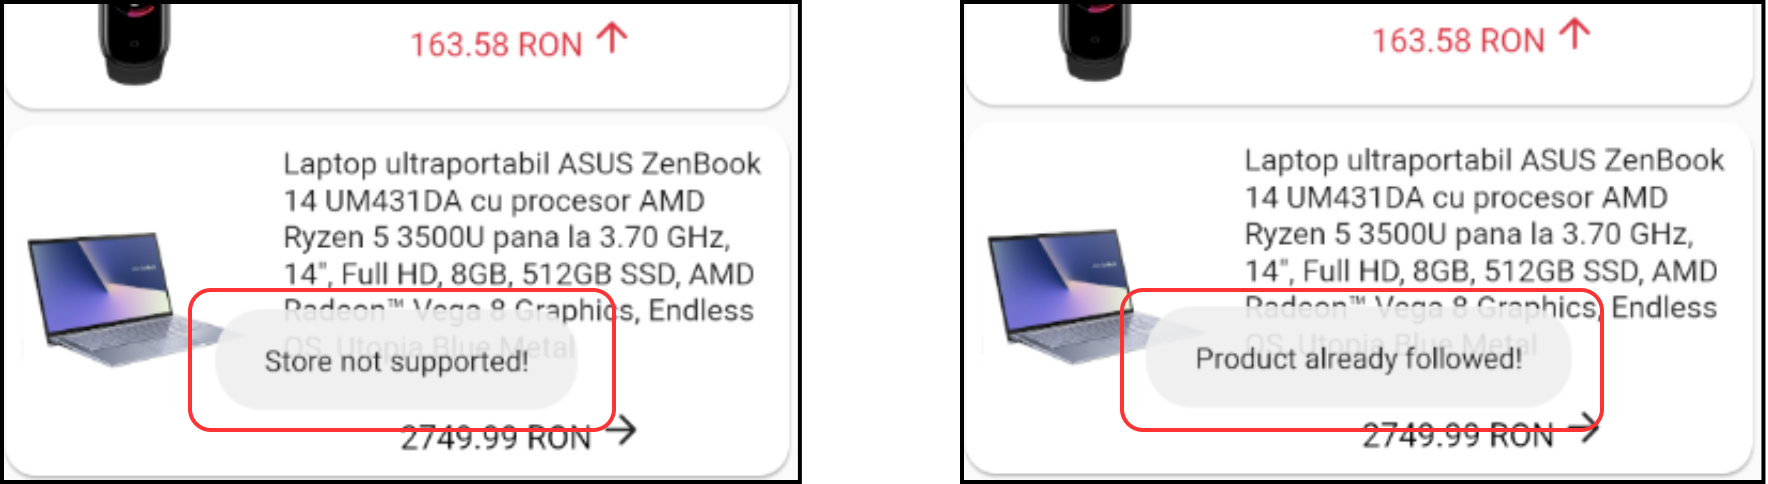 163.58 RON
Laptop ultraportabil ASUS ZenBook
14 UM431DA cu procesor AMD
Ryzen 5 3500U pana la 3.70 GHz,
14", Full HD, 8GB, 512GB SSD, AMD
Radeon™ Vega 8 Graphics, Endless
OS, Utopia Blue Metal
Store not supported!
2749.99 RON
163.58 RON
Laptop ultraportabil ASUS ZenBook
14 UM431DA cu procesor AMD
Ryzen 5 3500U pana la 3.70 GHz,
14", Full HD, 8GB, 512GB SSD, AMD
Radeon™ Vega 8 Graphics, Endless
OS, Utopia Blue Metal
Product already followed!
2749.99 RON